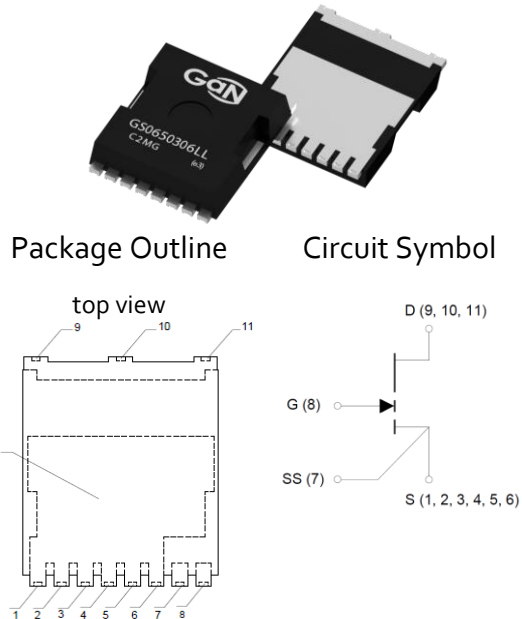 GaN
GS0650306LL
C2MG
(e3)
Package Outline
Circuit Symbol
top view
9
10
11
1
2
3
4
5
6
7
8
D (9, 10, 11)
G (8)
SS (7)
S (1, 2, 3, 4, 5, 6)